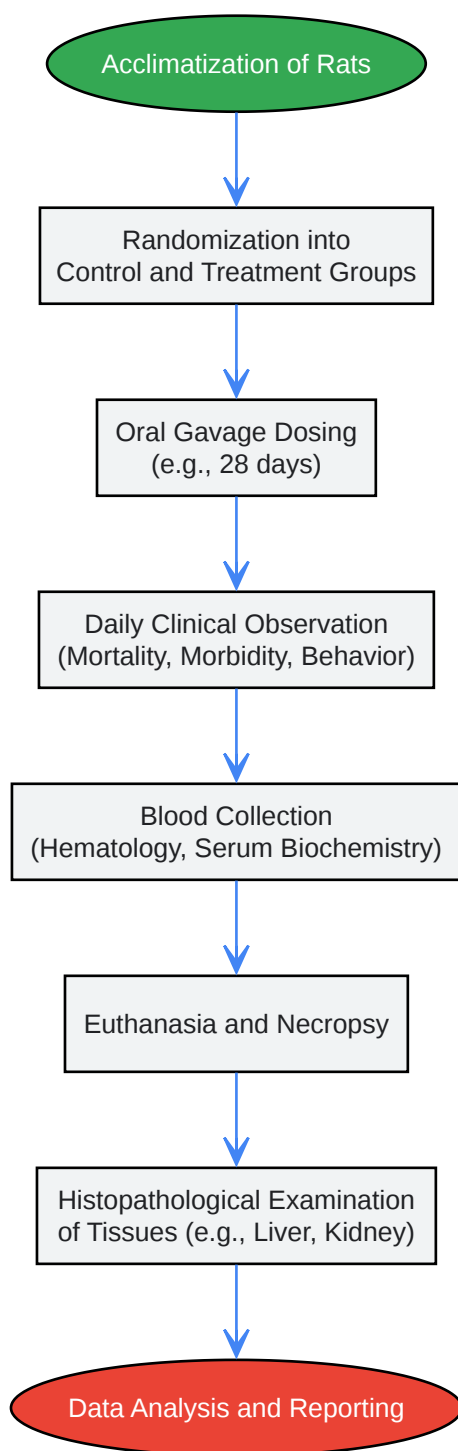 Acclimatization of Rats
Randomization into
Control and Treatment Groups
Oral Gavage Dosing
(e.g., 28 days)
Daily Clinical Observation
(Mortality, Morbidity, Behavior)
Blood Collection
(Hematology, Serum Biochemistry)
Euthanasia and Necropsy
Histopathological Examination
of Tissues (e.g., Liver, Kidney)
Data Analysis and Reporting